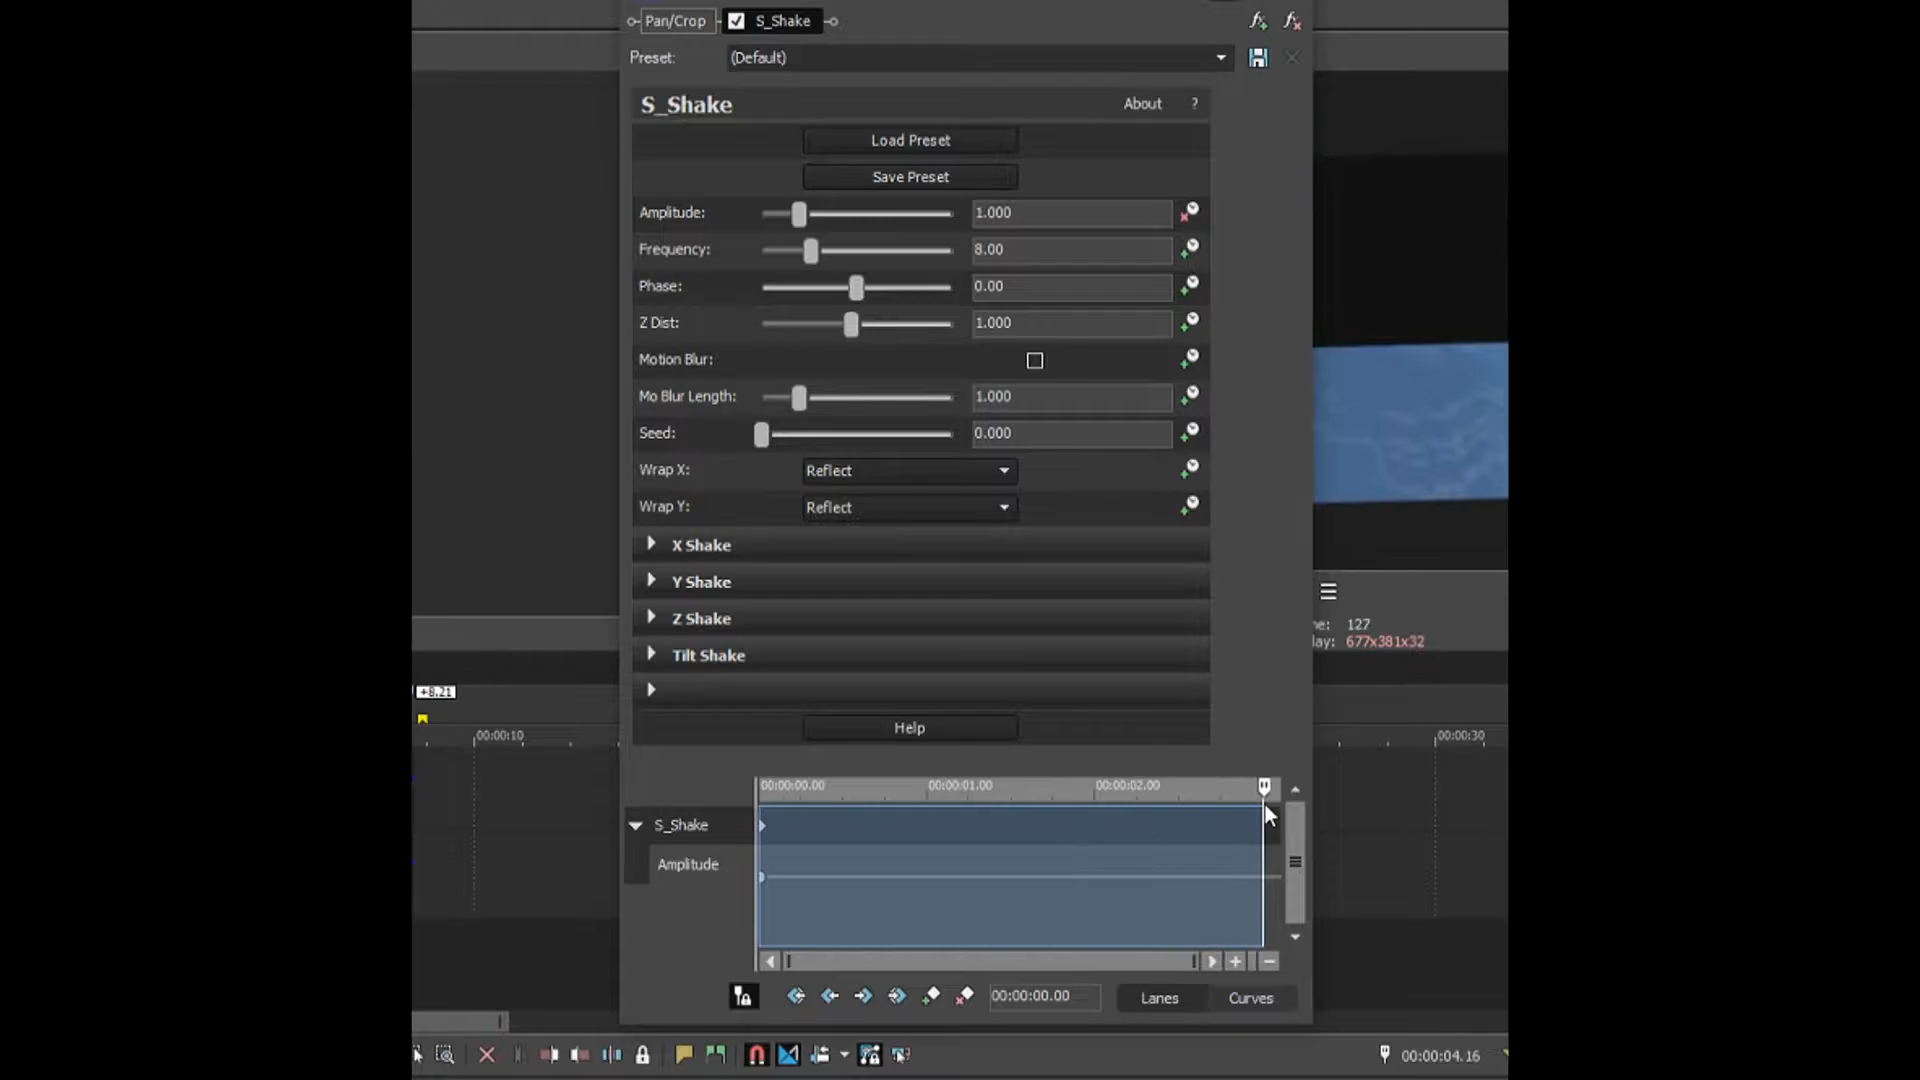 Pan/Crop S_Shake
Preset: (Default)
S_Shake About ?
Load Preset
Save Preset
Amplitude: 1.000
Frequency: 8.00
Phase: 0.00
Z Dist: 1.000
Motion Blur:
Mo Blur Length: 1.000
Seed: 0.000
Wrap X: Reflect
Wrap Y: Reflect
X Shake
Y Shake
Z Shake
Tilt Shake
Help
127
677x381x32
+8.21
00:00:10
00:00:30
00:00:00.00 00:00:01.00 00:00:02.00
S_Shake
Amplitude
00:00:00.00 Lanes Curves
00:00:04.16